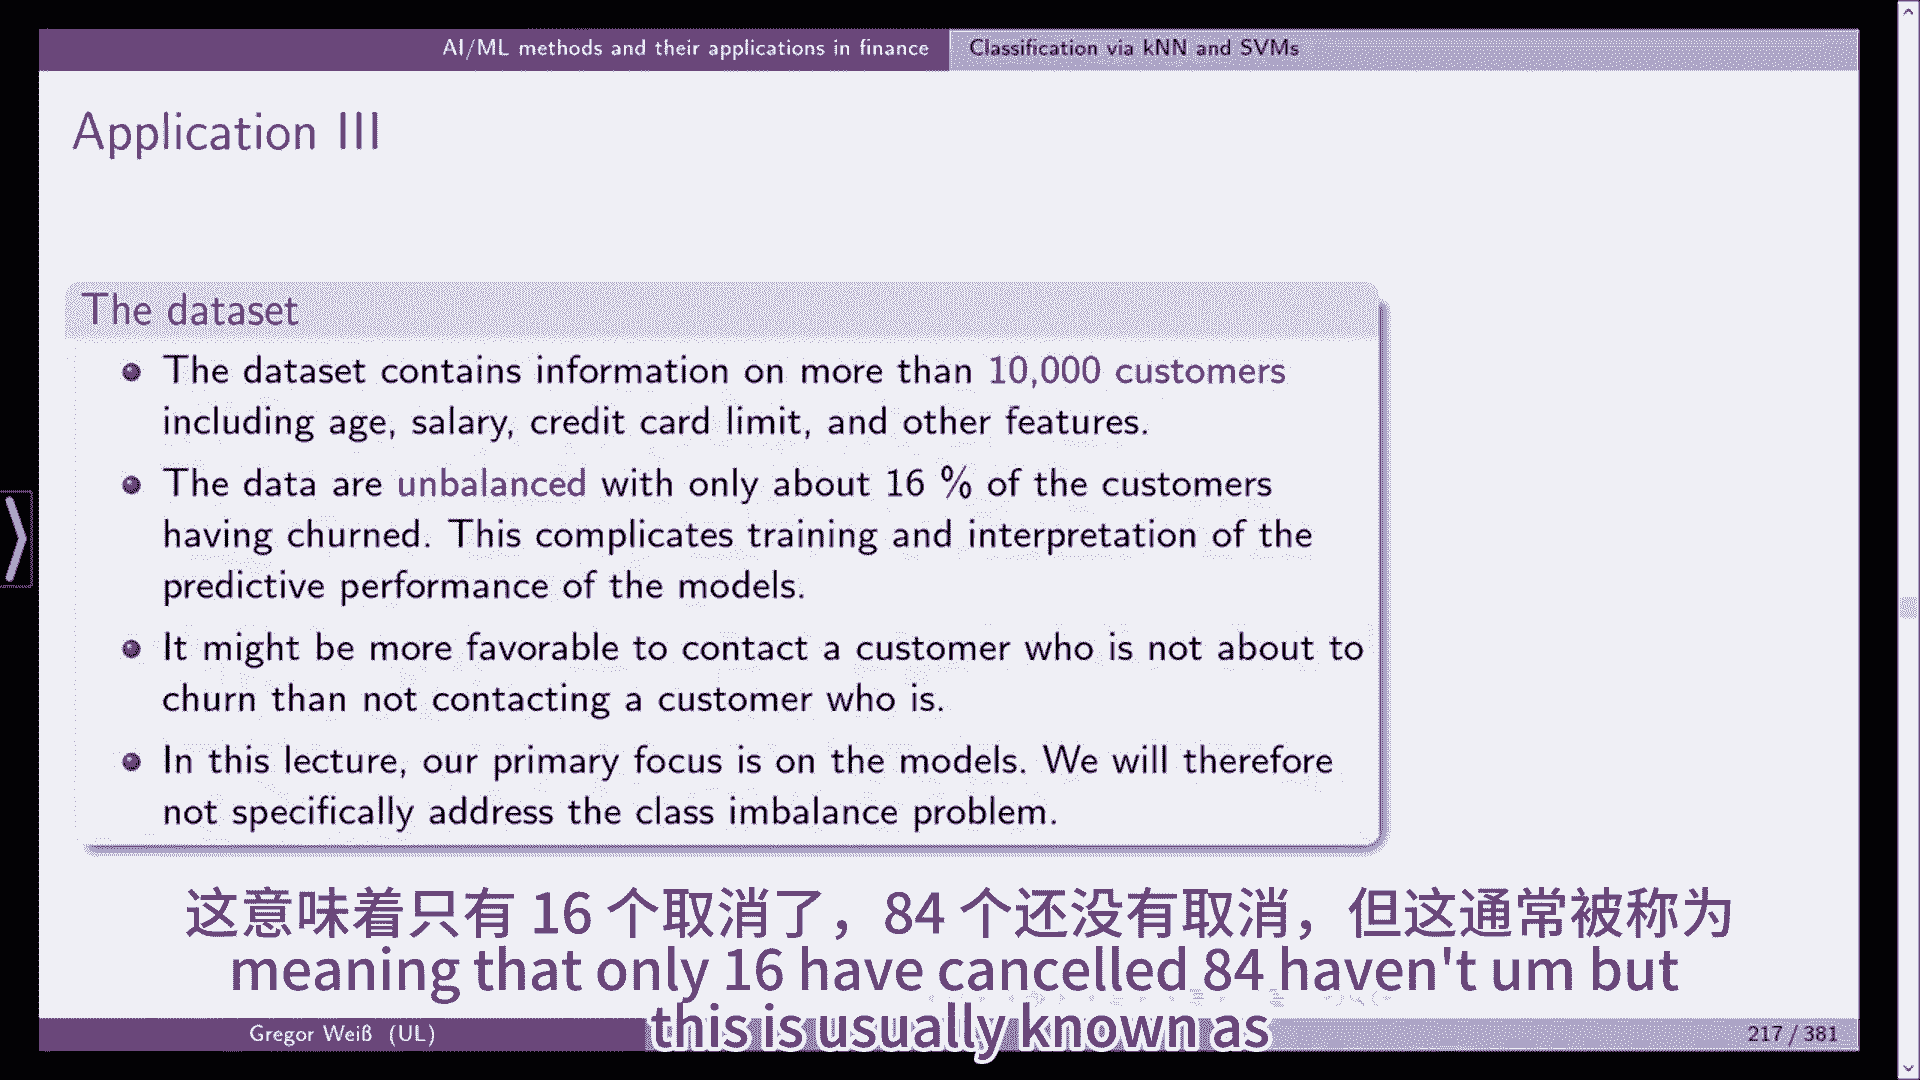 AI/ML methods and their applications in finance
Classification via kNN and SVMs
Application III
The dataset
The dataset contains information on more than 10,000 customers
including age, salary, credit card limit, and other features.
The data are unbalanced with only about 16 % of the customers
having churned. This complicates training and interpretation of the
predictive performance of the models.
It might be more favorable to contact a customer who is not about to
churn than not contacting a customer who is.
In this lecture, our primary focus is on the models. We will therefore
not specifically address the class imbalance problem.
这意味着只有 16 个取消了，84 个还没有取消，但这通常被称为
meaning that only 16 have cancelled 84 haven't um but
this is usually known as
Gregor Weiß (UL)
217 / 381